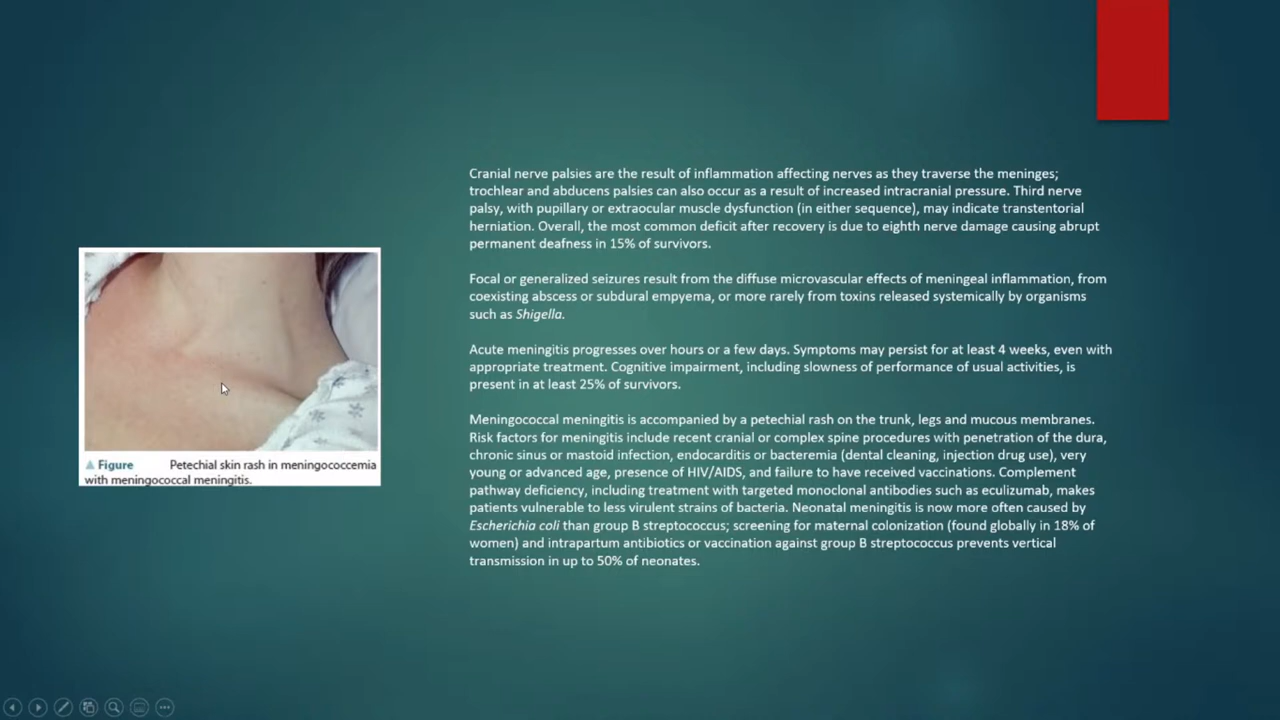 Cranial nerve palsies are the result of inflammation affecting nerves as they traverse the meninges;
trochlear and abducens palsies can also occur as a result of increased intracranial pressure. Third nerve
palsy, with pupillary or extraocular muscle dysfunction (in either sequence), may indicate transtentorial
herniation. Overall, the most common deficit after recovery is due to eighth nerve damage causing abrupt
permanent deafness in 15% of survivors.
Focal or generalized seizures result from the diffuse microvascular effects of meningeal inflammation, from
coexisting abscess or subdural empyema, or more rarely from toxins released systemically by organisms
such as Shigella.
Acute meningitis progresses over hours or a few days. Symptoms may persist for at least 4 weeks, even with
appropriate treatment. Cognitive impairment, including slowness of performance of usual activities, is
present in at least 25% of survivors.
Meningococcal meningitis is accompanied by a petechial rash on the trunk, legs and mucous membranes.
Risk factors for meningitis include recent cranial or complex spine procedures with penetration of the dura,
chronic sinus or mastoid infection, endocarditis or bacteremia (dental cleaning, injection drug use), very
young or advanced age, presence of HIV/AIDS, and failure to have received vaccinations. Complement
pathway deficiency, including treatment with targeted monoclonal antibodies such as eculizumab, makes
patients vulnerable to less virulent strains of bacteria. Neonatal meningitis is now more often caused by
Escherichia coli than group B streptococcus; screening for maternal colonization (found globally in 18% of
women) and intrapartum antibiotics or vaccination against group B streptococcus prevents vertical
transmission in up to 50% of neonates.
Figure Petechial skin rash in meningococcemia
with meningococcal meningitis.